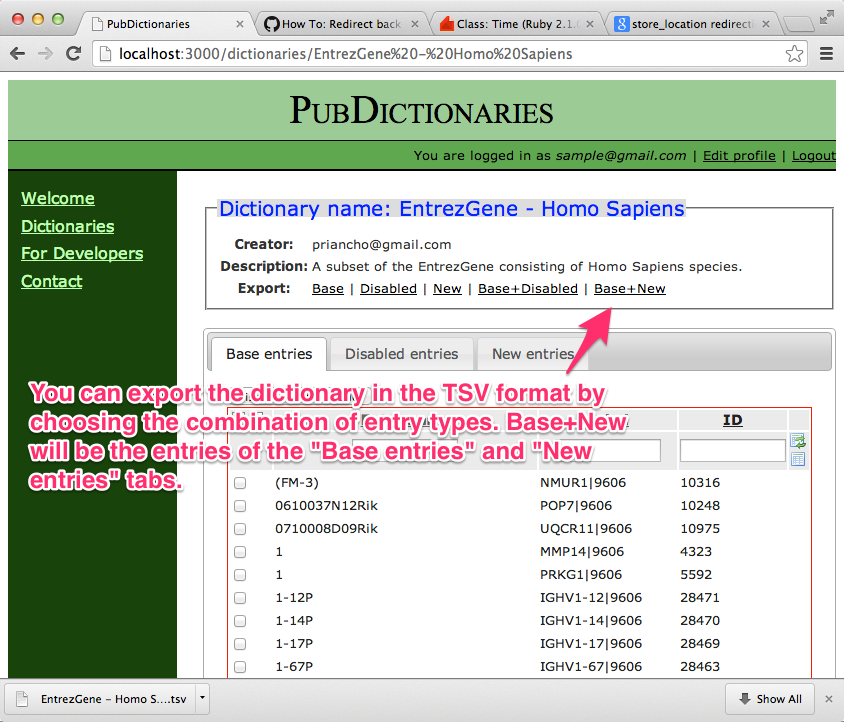 PubDictionaries
How To: Redirect back
Class: Time (Ruby 2.1.
store_location redirecti
localhost:3000/dictionaries/EntrezGene%20-%20Homo%20Sapiens
PUBDICTIONARIES
You are logged in as sample@gmail.com | Edit profile | Logout
Welcome
Dictionaries
For Developers
Contact
Dictionary name: EntrezGene - Homo Sapiens
Creator: priancho@gmail.com
Description: A subset of the EntrezGene consisting of Homo Sapiens species.
Export: Base | Disabled | New | Base+Disabled | Base+New
Base entries Disabled entries New entries
You can export the dictionary in the TSV format by
choosing the combination of entry types. Base+New
will be the entries of the "Base entries" and "New
entries" tabs.
ID
(FM-3) NMUR1|9606 10316
0610037N12Rik POP7|9606 10248
0710008D09Rik UQCR11|9606 10975
1 MMP14|9606 4323
1 PRKG1|9606 5592
1-12P IGHV1-12|9606 28471
1-14P IGHV1-14|9606 28470
1-17P IGHV1-17|9606 28469
1-67P IGHV1-67|9606 28463
EntrezGene - Homo S....tsv
Show All